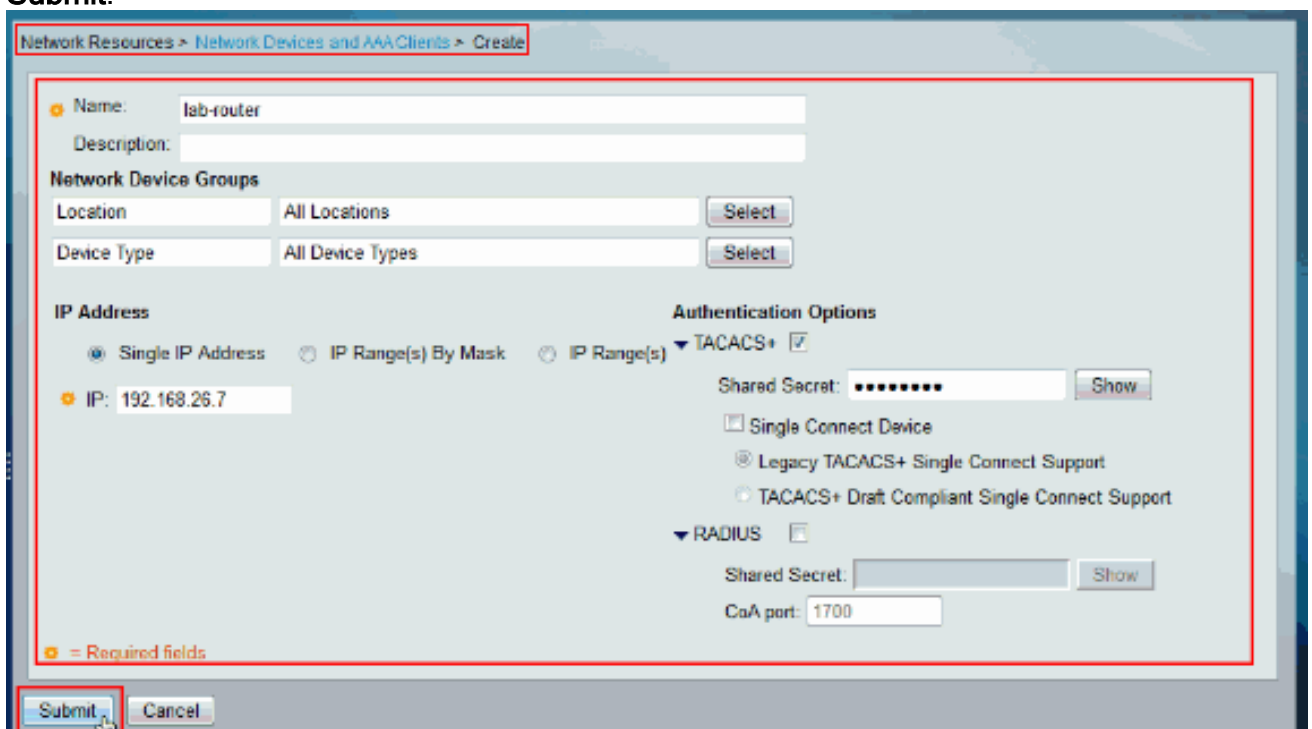 Submit.
Network Resources > Network Devices and AAA Clients > Create
Name: lab-router
Description:
Network Device Groups
Location All Locations Select
Device Type All Device Types Select
IP Address Authentication Options
Single IP Address IP Range(s) By Mask IP Range(s) TACACS+
IP: 192.168.26.7 Shared Secret: •••••••• Show
Single Connect Device
Legacy TACACS+ Single Connect Support
TACACS+ Draft Compliant Single Connect Support
RADIUS
Shared Secret: Show
CoA port: 1700
= Required fields
Submit Cancel